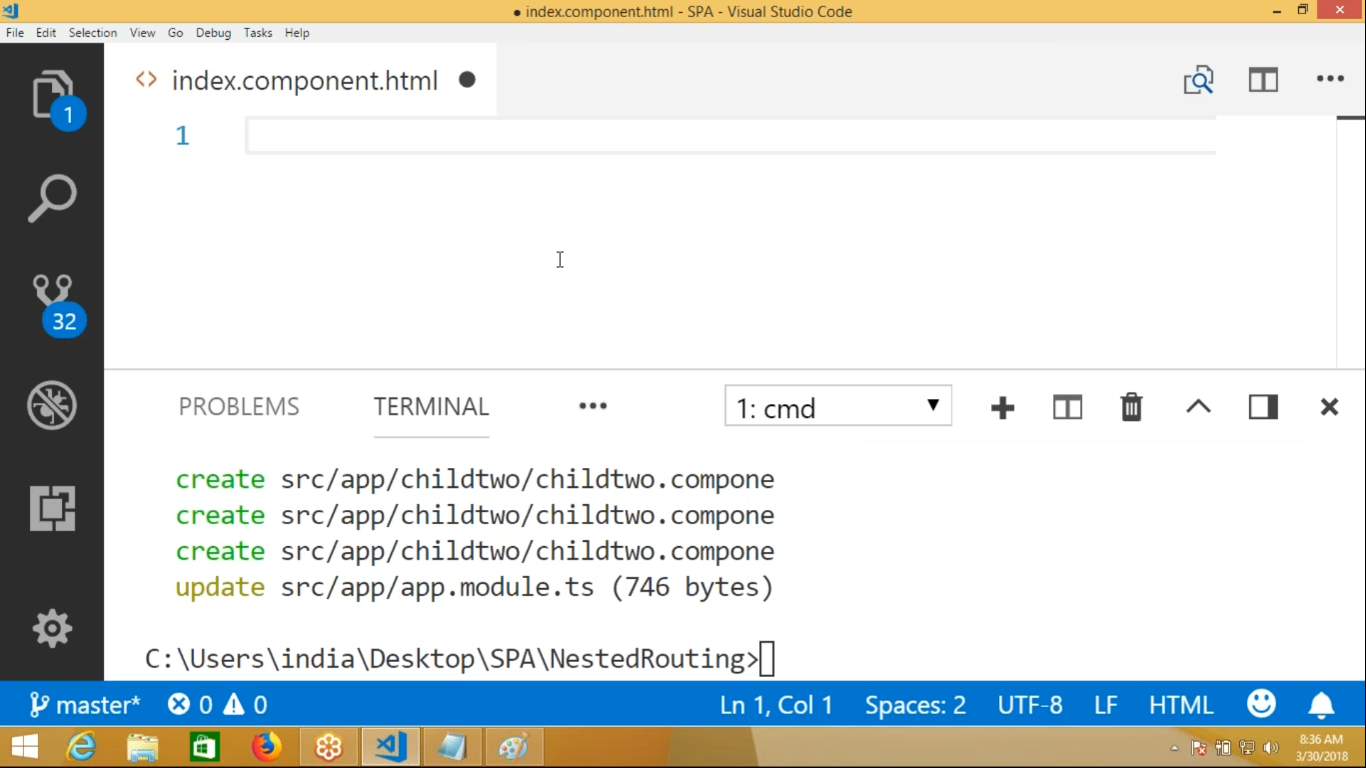 ● index.component.html - SPA - Visual Studio Code
File Edit Selection View Go Debug Tasks Help
1
<> index.component.html ●
1
32
PROBLEMS TERMINAL ••• 1: cmd
create src/app/childtwo/childtwo.compone
create src/app/childtwo/childtwo.compone
create src/app/childtwo/childtwo.compone
update src/app/app.module.ts (746 bytes)
C:\Users\india\Desktop\SPA\NestedRouting>
master* 0 0 Ln 1, Col 1 Spaces: 2 UTF-8 LF HTML
8:36 AM
3/30/2018